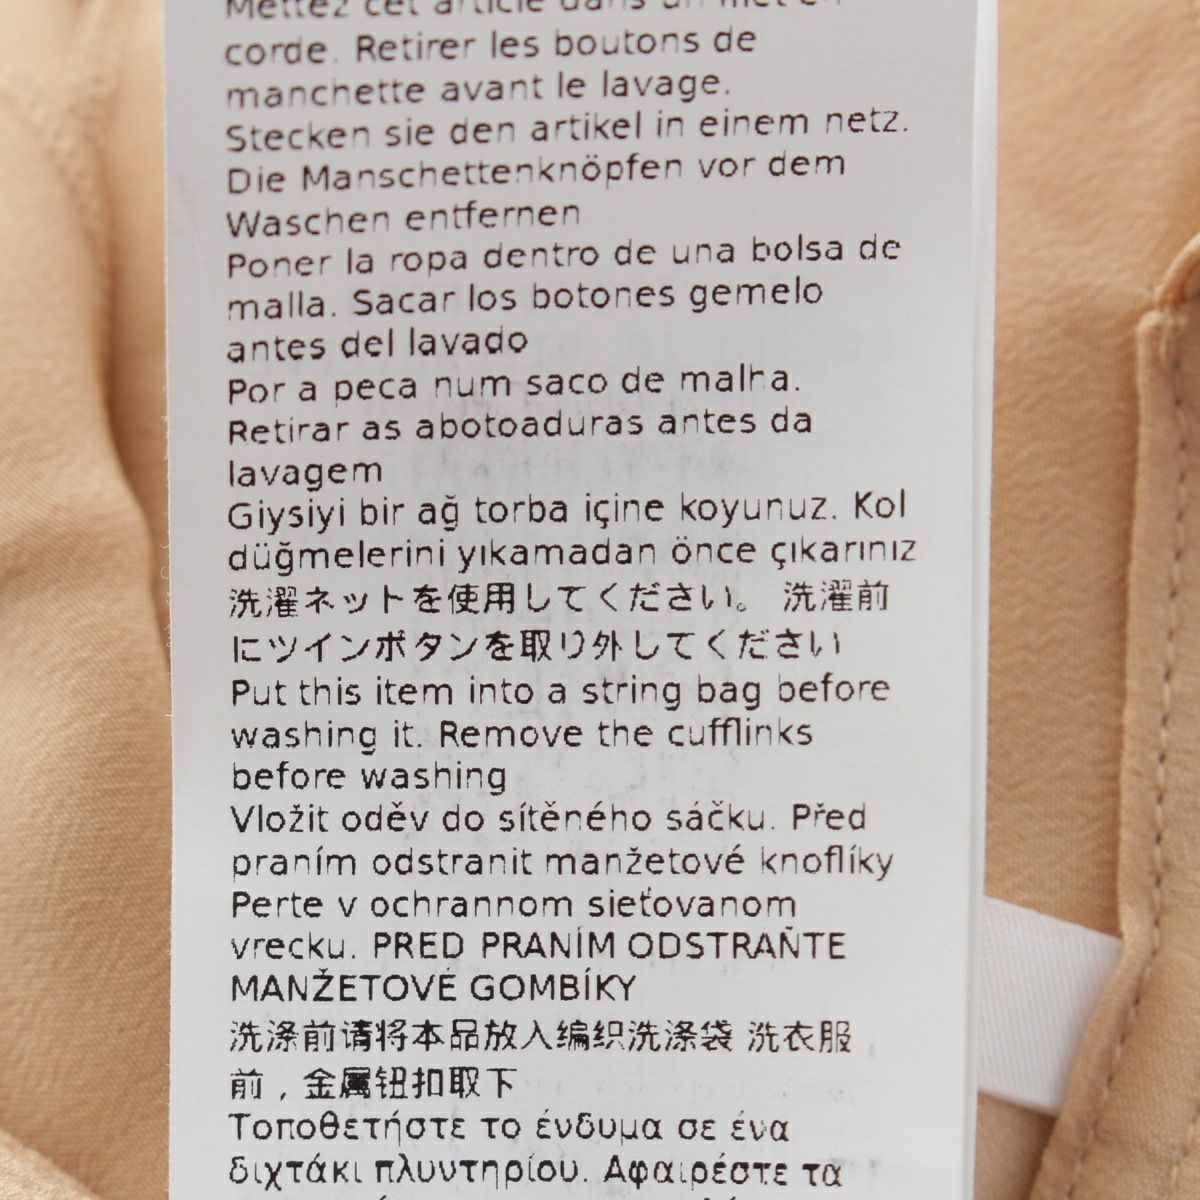 Mettez cet article dans un filet en
corde. Retirer les boutons de
manchette avant le lavage.
Stecken sie den artikel in einem netz.
Die Manschettenknöpfen vor dem
Waschen entfernen
Poner la ropa dentro de una bolsa de
malla. Sacar los botones gemelo
antes del lavado
Por a peca num saco de malha.
Retirar as abotoaduras antes da
lavagem
Giysiyi bir ağ torba içine koyunuz. Kol
düğmelerini yıkamadan önce çıkarınız
洗濯ネットを使用してください。 洗濯前
にツインボタンを取り外してください
Put this item into a string bag before
washing it. Remove the cufflinks
before washing
Vložit oděv do sítěného sáčku. Před
praním odstranit manžetové knoflíky
Perte v ochrannom sieťovanom
vrecku. PRED PRANÍM ODSTRAŇTE
MANŽETOVÉ GOMBÍKY
洗涤前请将本品放入编织洗涤袋 洗衣服
前，金属钮扣取下
Τοποθετήστε το ένδυμα σε ένα
διχτάκι πλυντηρίου. Αφαιρέστε τα